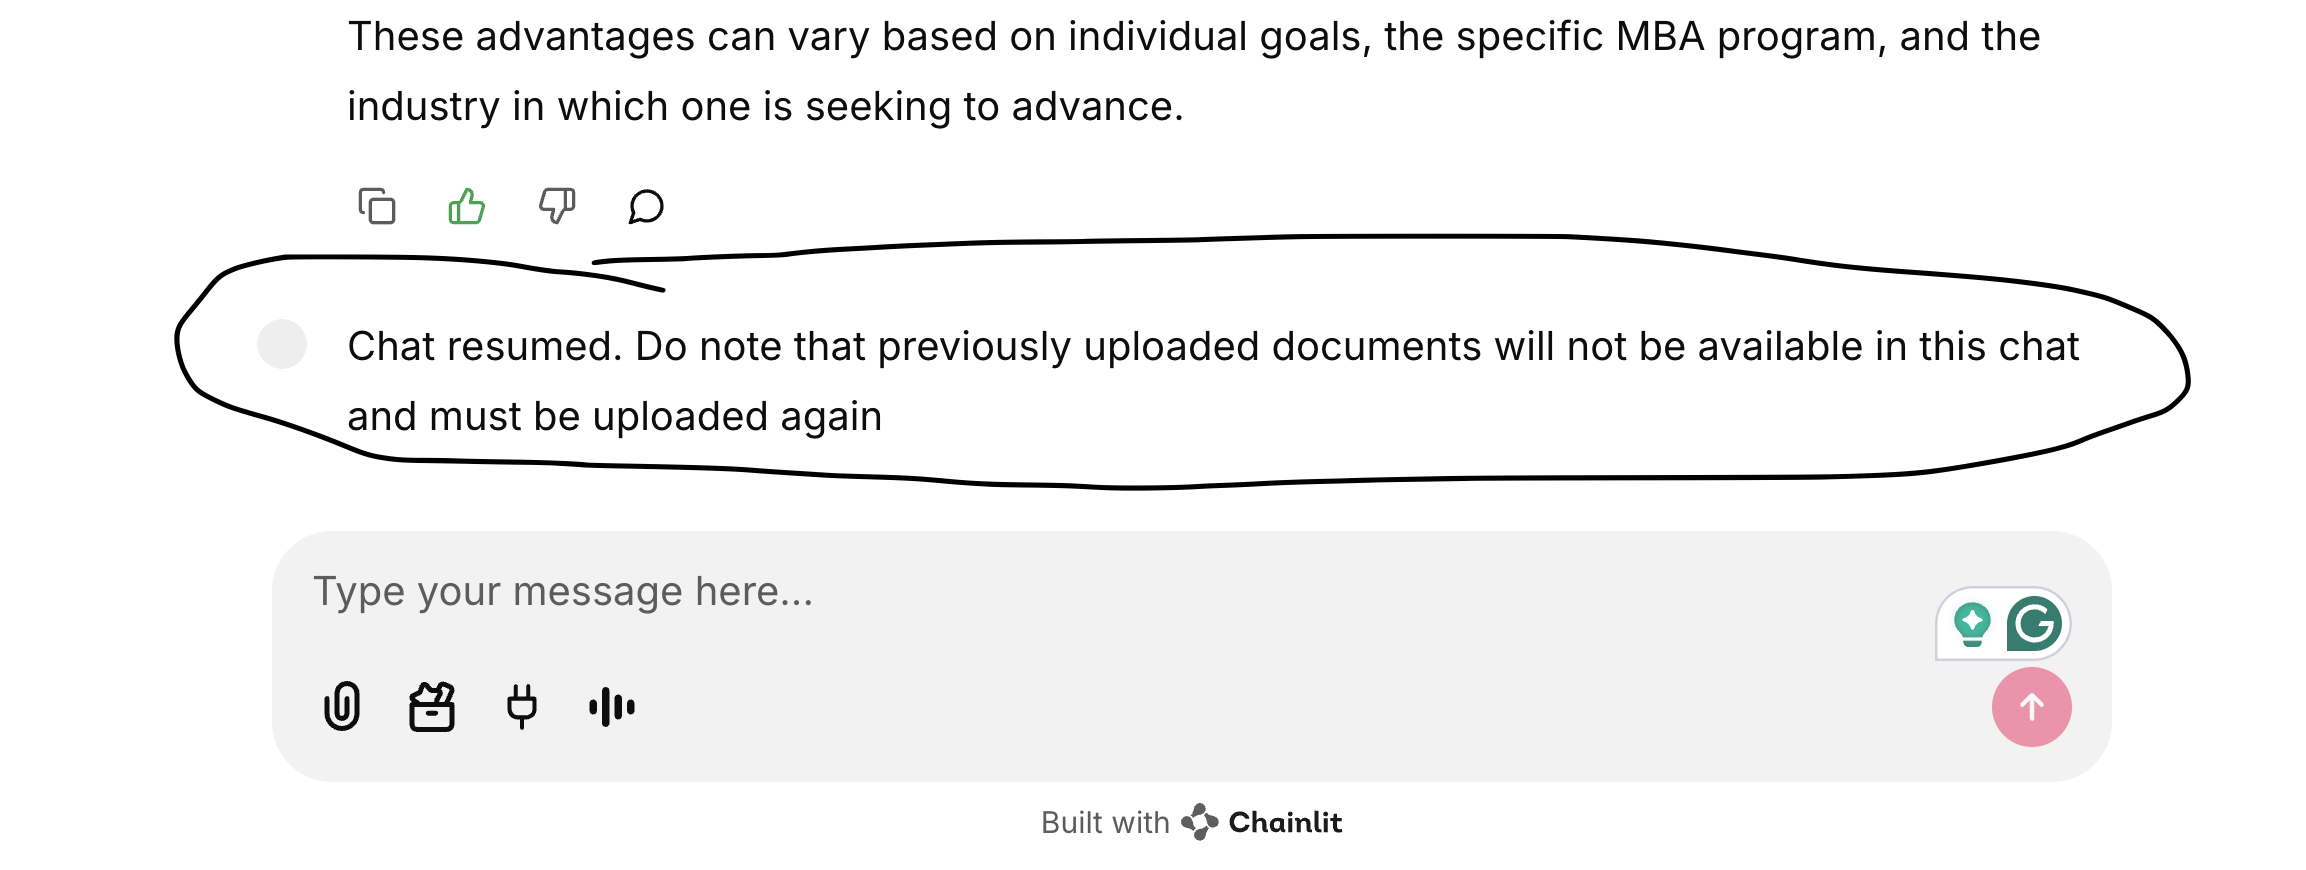 These advantages can vary based on individual goals, the specific MBA program, and the
industry in which one is seeking to advance.
Chat resumed. Do note that previously uploaded documents will not be available in this chat
and must be uploaded again
Type your message here...
Built with Chainlit